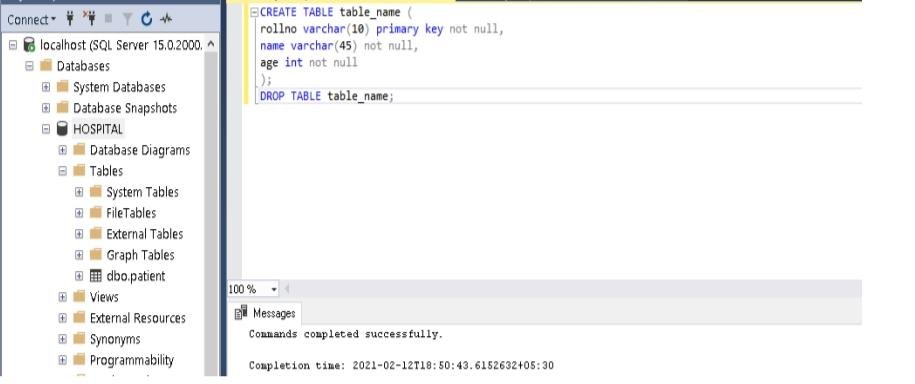 Connect
localhost (SQL Server 15.0.2000.
Databases
System Databases
Database Snapshots
HOSPITAL
Database Diagrams
Tables
System Tables
FileTables
External Tables
Graph Tables
dbo.patient
Views
External Resources
Synonyms
Programmability
CREATE TABLE table_name (
rollno varchar(10) primary key not null,
name varchar(45) not null,
age int not null
);
DROP TABLE table_name;
100 %
Messages
Commands completed successfully.
Completion time: 2021-02-12T18:50:43.6152632+05:30